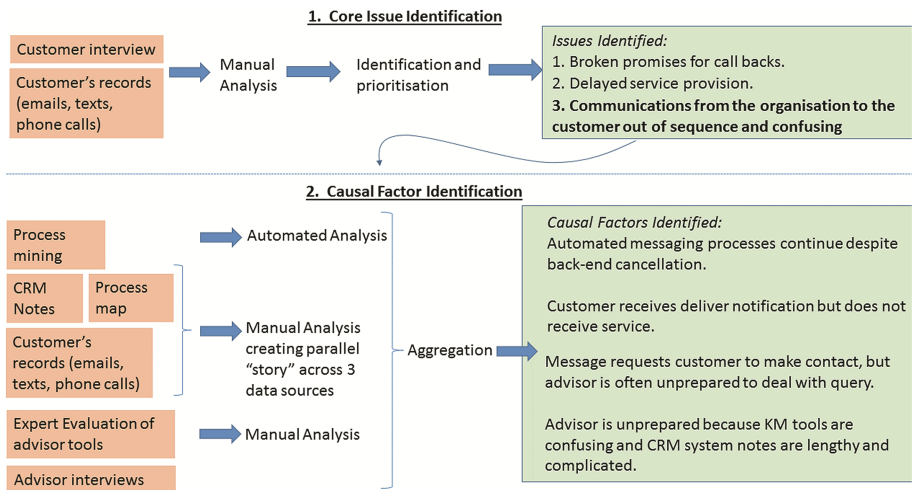 1. Core Issue Identification
Customer interview
Customer's records
(emails, texts,
phone calls)
Manual
Analysis
Identification and
prioritisation
Issues Identified:
1. Broken promises for call backs.
2. Delayed service provision.
3. Communications from the organisation to the
customer out of sequence and confusing
2. Causal Factor Identification
Process
mining
Automated Analysis
CRM
Notes
Process
map
Customer's records (emails,
texts, phone calls)
Manual Analysis
creating parallel
"story" across 3
data sources
Expert Evaluation of
advisor tools
Manual Analysis
Advisor interviews
Aggregation
Causal Factors Identified:
Automated messaging processes continue despite
back-end cancellation.
Customer receives deliver notification but does not
receive service.
Message requests customer to make contact, but
advisor is often unprepared to deal with query.
Advisor is unprepared because KM tools are
confusing and CRM system notes are lengthy and
complicated.